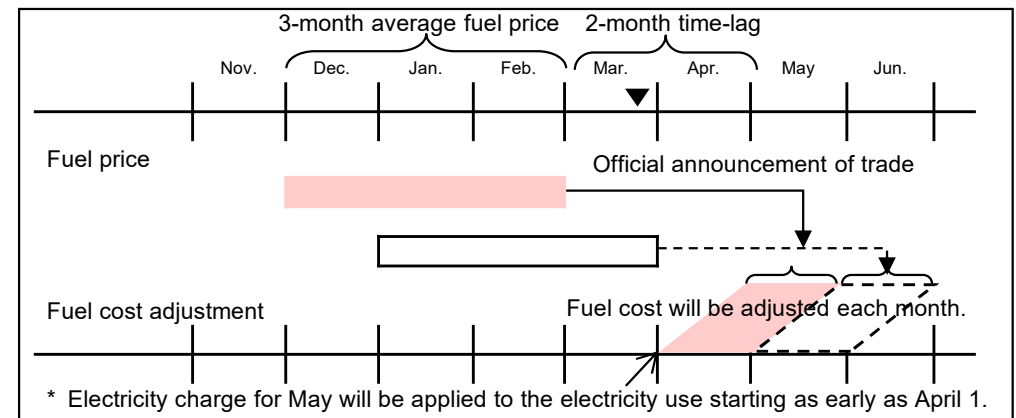 3-month average fuel price 2-month time-lag
Nov. Dec. Jan. Feb. Mar. Apr. May Jun.
Fuel price
Official announcement of trade
Fuel cost adjustment
Fuel cost will be adjusted each month.
* Electricity charge for May will be applied to the electricity use starting as early as April 1.